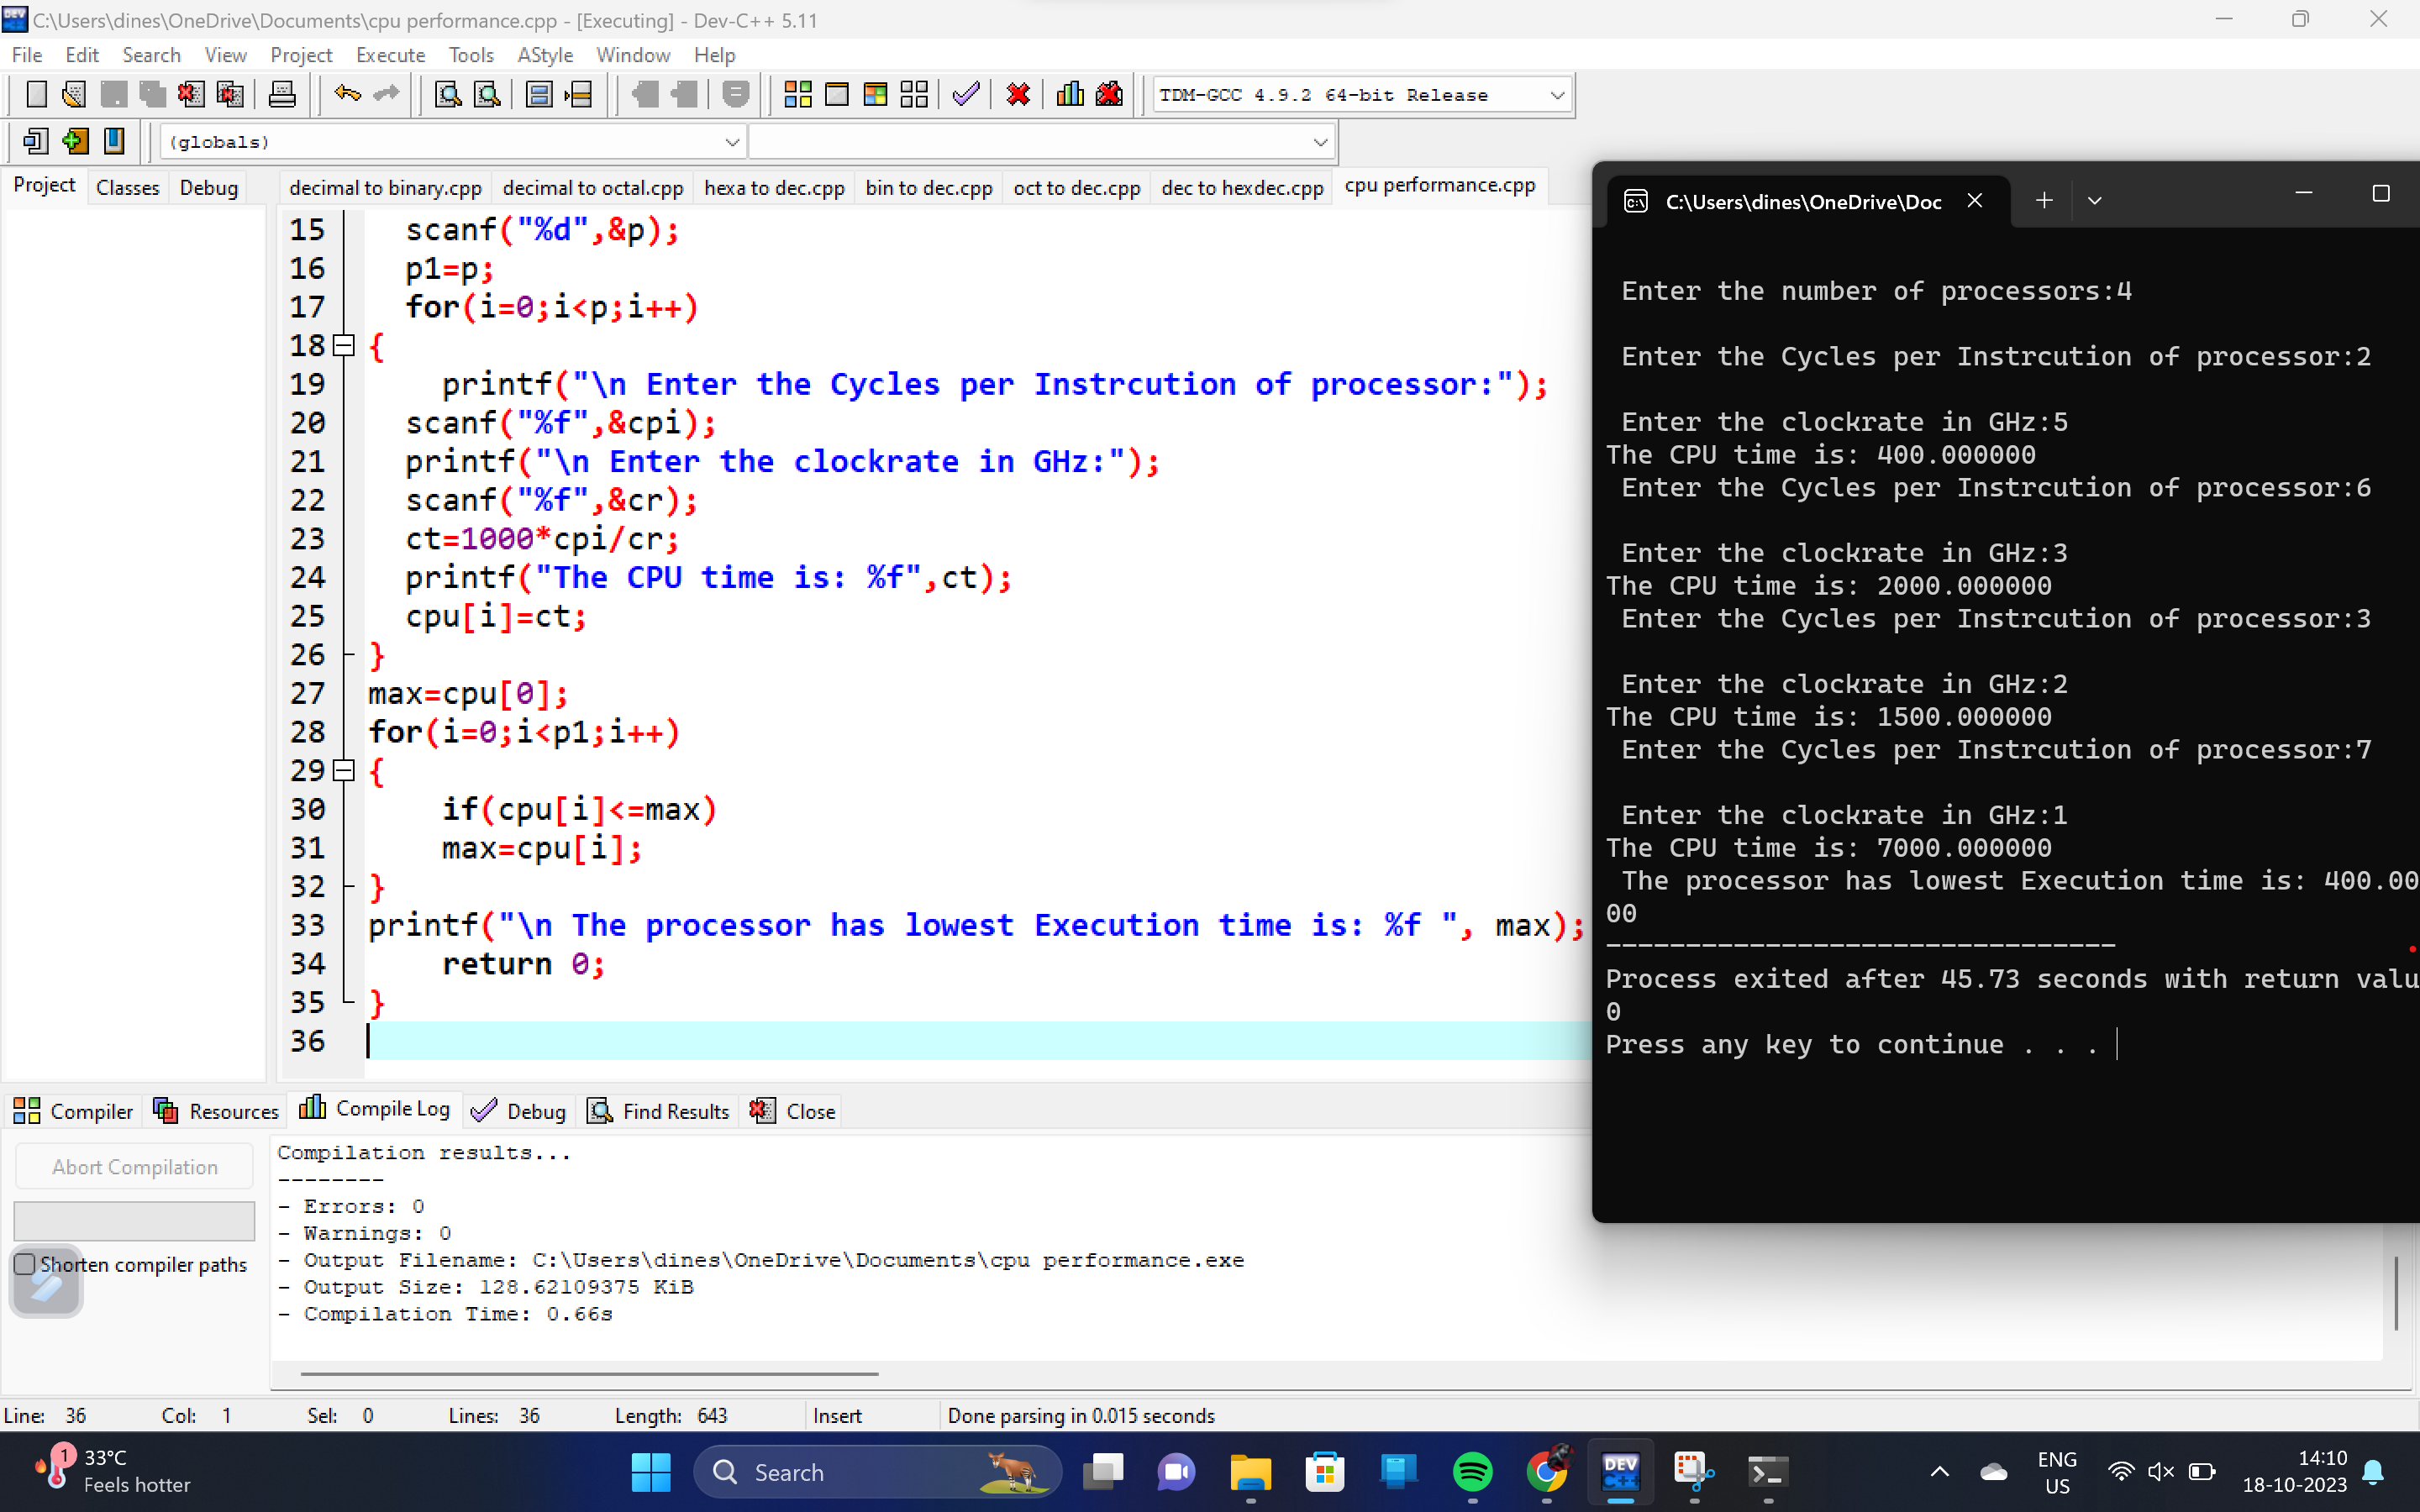 C:\Users\dines\OneDrive\Documents\cpu performance.cpp - [Executing] - Dev-C++ 5.11
File Edit Search View Project Execute Tools AStyle Window Help
TDM-GCC 4.9.2 64-bit Release
(globals)
Project Classes Debug
decimal to binary.cpp decimal to octal.cpp hexa to dec.cpp bin to dec.cpp oct to dec.cpp dec to hexdec.cpp cpu performance.cpp
15 scanf("%d",&p);
16 p1=p;
17 for(i=0;i<p;i++)
18 {
19 printf("\n Enter the Cycles per Instrcution of processor:");
20 scanf("%f",&cpi);
21 printf("\n Enter the clockrate in GHz:");
22 scanf("%f",&cr);
23 ct=1000*cpi/cr;
24 printf("The CPU time is: %f",ct);
25 cpu[i]=ct;
26 }
27 max=cpu[0];
28 for(i=0;i<p1;i++)
29 {
30 if(cpu[i]<=max)
31 max=cpu[i];
32 }
33 printf("\n The processor has lowest Execution time is: %f ", max);
34 return 0;
35 }
36
C:\Users\dines\OneDrive\Doc
Enter the number of processors:4
Enter the Cycles per Instrcution of processor:2
Enter the clockrate in GHz:5
The CPU time is: 400.000000
Enter the Cycles per Instrcution of processor:6
Enter the clockrate in GHz:3
The CPU time is: 2000.000000
Enter the Cycles per Instrcution of processor:3
Enter the clockrate in GHz:2
The CPU time is: 1500.000000
Enter the Cycles per Instrcution of processor:7
Enter the clockrate in GHz:1
The CPU time is: 7000.000000
The processor has lowest Execution time is: 400.00
00
--------------------------------
Process exited after 45.73 seconds with return valu
0
Press any key to continue . . .
Compiler Resources Compile Log Debug Find Results Close
Abort Compilation
Shorten compiler paths
Compilation results...
--------
- Errors: 0
- Warnings: 0
- Output Filename: C:\Users\dines\OneDrive\Documents\cpu performance.exe
- Output Size: 128.62109375 KiB
- Compilation Time: 0.66s
Line: 36 Col: 1 Sel: 0 Lines: 36 Length: 643 Insert Done parsing in 0.015 seconds
1
33°C
Feels hotter
Search
DEV
C++
ENG
US
14:10
18-10-2023